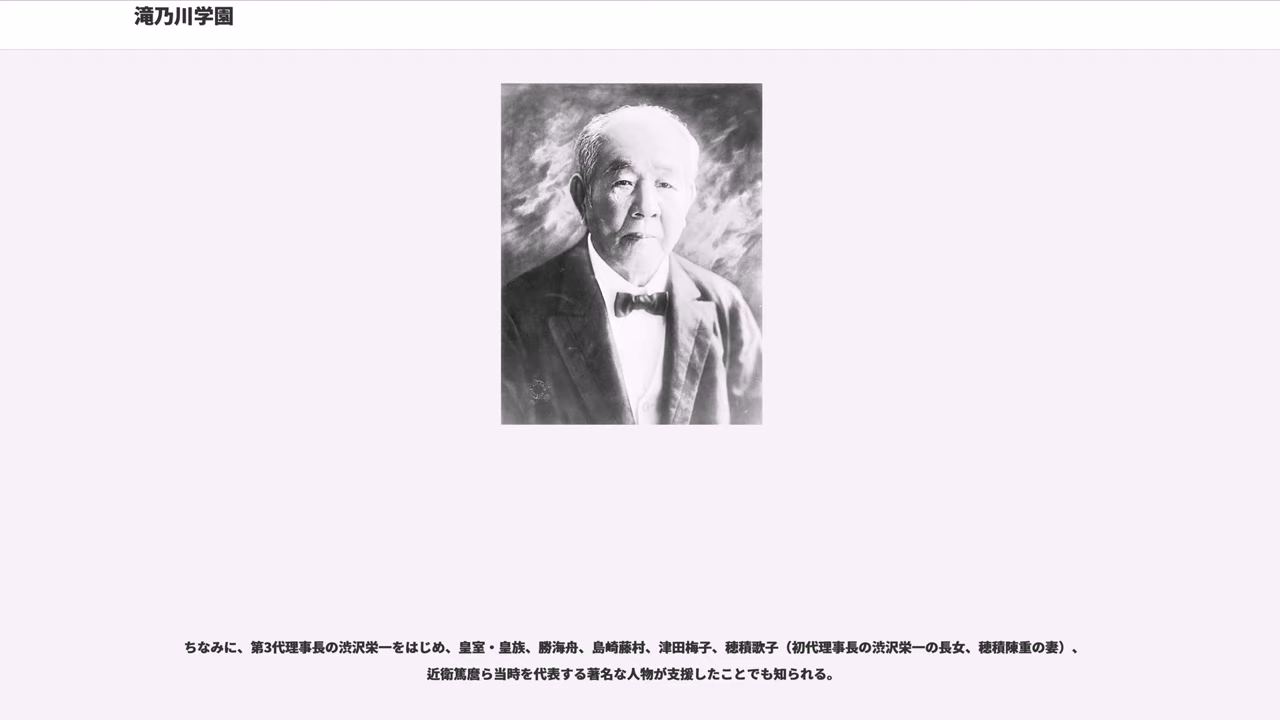 滝乃川学園
ちなみに、第3代理事長の渋沢栄一をはじめ、皇室・皇族、勝海舟、島崎藤村、津田梅子、穂積歌子（初代理事長の渋沢栄一の長女、穂積陳重の妻）、
近衛篤麿ら当時を代表する著名な人物が支援したことでも知られる。